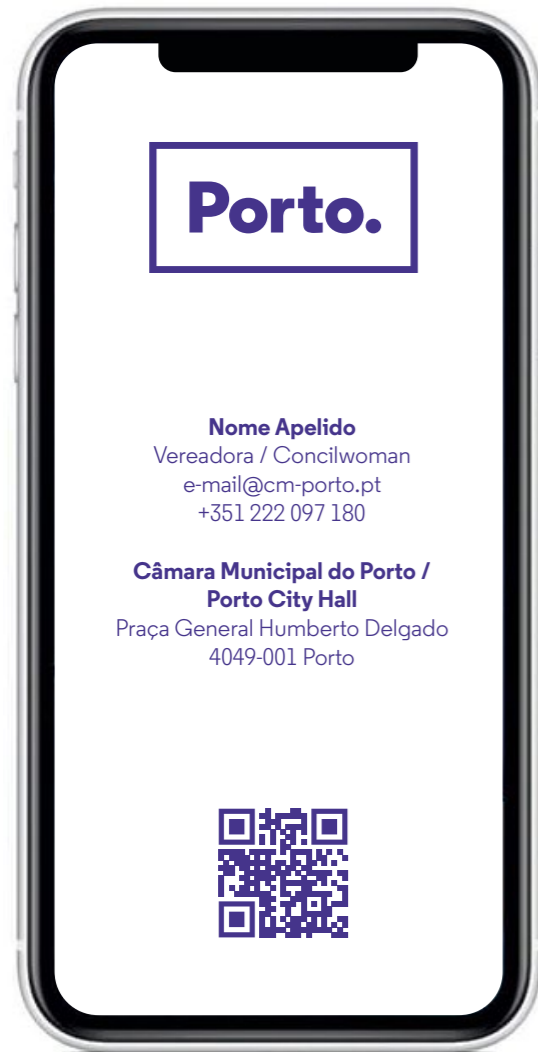 Porto.
Nome Apelido
Vereadora / Concilwoman
e-mail@cm-porto.pt
+351 222 097 180
Câmara Municipal do Porto /
Porto City Hall
Praça General Humberto Delgado
4049-001 Porto